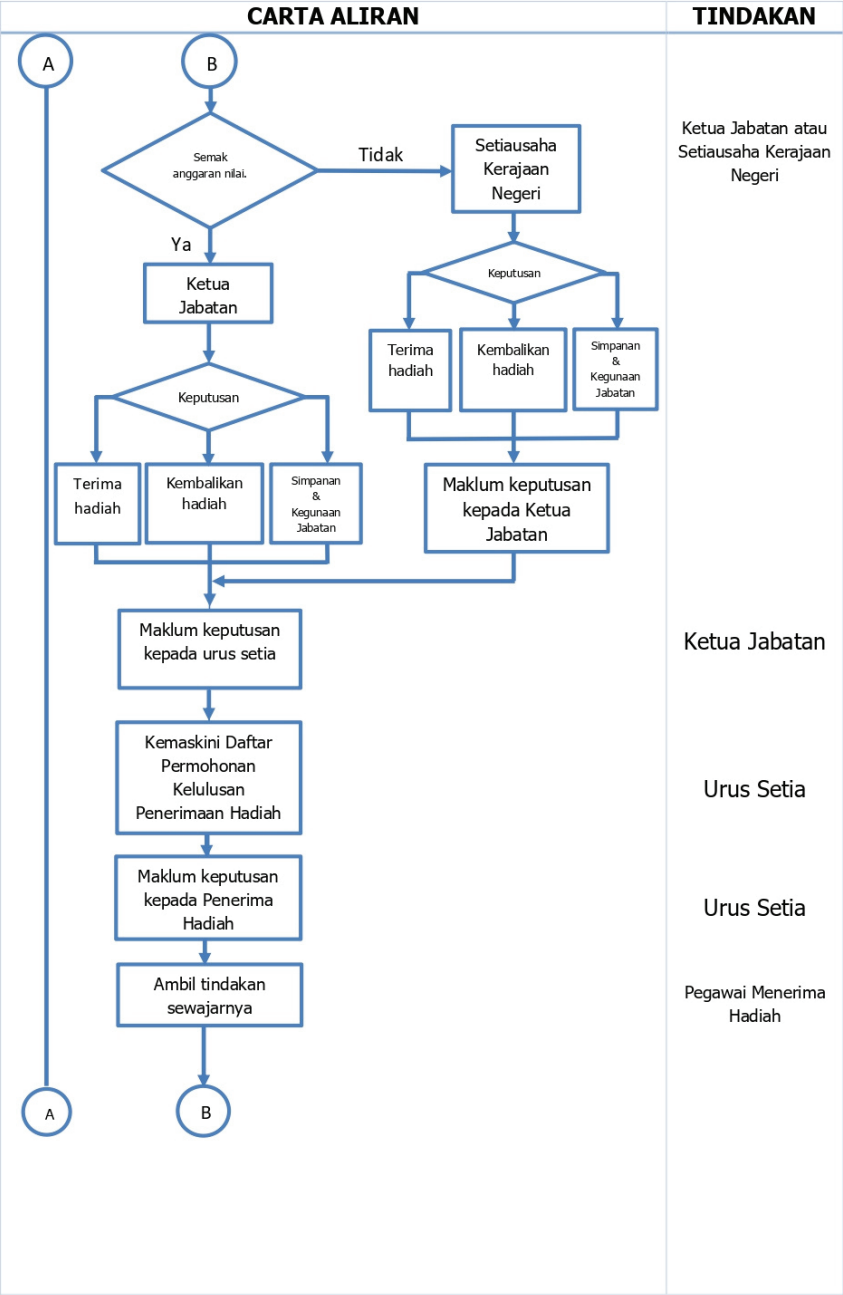 CARTA ALIRAN
TINDAKAN
A
B
Semak
anggaran nilai.
Tidak
Setiausaha
Kerajaan
Negeri
Ketua Jabatan atau
Setiausaha Kerajaan
Negeri
Ya
Ketua
Jabatan
Keputusan
Terima
hadiah
Kembalikan
hadiah
Simpanan
&
Kegunaan
Jabatan
Keputusan
Terima
hadiah
Kembalikan
hadiah
Simpanan
&
Kegunaan
Jabatan
Maklum keputusan
kepada Ketua
Jabatan
Maklum keputusan
kepada urus setia
Ketua Jabatan
Kemaskini Daftar
Permohonan
Kelulusan
Penerimaan Hadiah
Urus Setia
Maklum keputusan
kepada Penerima
Hadiah
Urus Setia
Ambil tindakan
sewajarnya
Pegawai Menerima
Hadiah
A
B